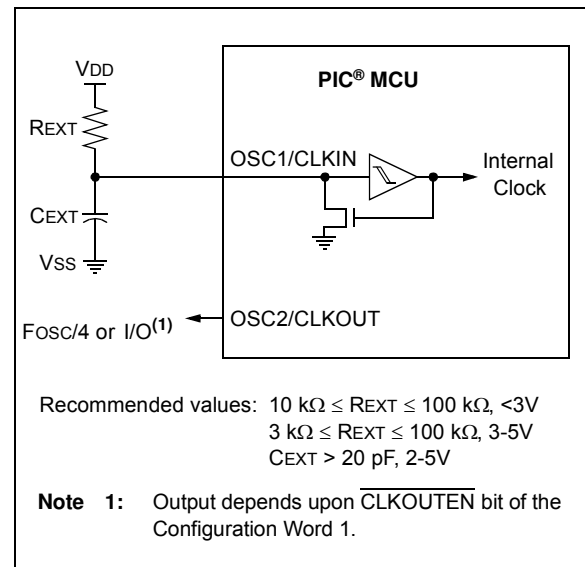 VDD
PIC® MCU
REXT
OSC1/CLKIN
Internal
Clock
CEXT
VSS
OSC2/CLKOUT
FOSC/4 or I/O(1)
Recommended values: 10 kΩ ≤ REXT ≤ 100 kΩ, <3V
3 kΩ ≤ REXT ≤ 100 kΩ, 3-5V
CEXT > 20 pF, 2-5V
Note 1: Output depends upon CLKOUTEN bit of the
Configuration Word 1.